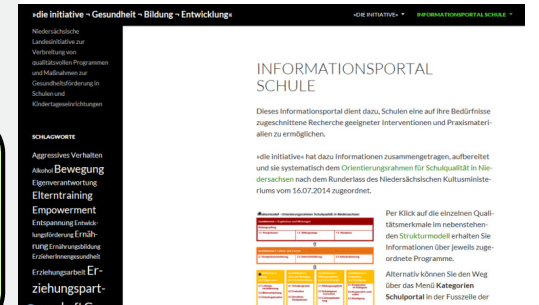 »die initiative ¬ Gesundheit ¬ Bildung ¬ Entwicklung«
»DIE INITIATIVE«
INFORMATIONSPORTAL SCHULE
Niedersächsische
Landesinitiative zur
Verbreitung von
qualitätsvollen Programmen
und Maßnahmen zur
Gesundheitsförderung in
Schulen und
Kindertageseinrichtungen
SCHLAGWORTE
Aggressives Verhalten
Alkohol Bewegung
Eigenverantwortung
Elterntraining
Empowerment
Entspannung Entwick-
lungsförderung Ernäh-
rung Ernährungsbildung
ErzieherInnengesundheit
Erziehungsarbeit Er-
ziehungspart-
INFORMATIONSPORTAL
SCHULE
Dieses Informationsportal dient dazu, Schulen eine auf ihre Bedürfnisse
zugeschnittene Recherche geeigneter Interventionen und Praxismateri-
alien zu ermöglichen.
»die initiative« hat dazu Informationen zusammengetragen, aufbereitet
und sie systematisch dem Orientierungsrahmen für Schulqualität in Nie-
dersachsen nach dem Runderlass des Niedersächsischen Kultusministe-
riums vom 16.07.2014 zugeordnet.
Per Klick auf die einzelnen Quali-
tätsmerkmale im nebenstehen-
den Strukturmodell erhalten Sie
Informationen über jeweils zuge-
ordnete Programme.
Alternativ können Sie den Weg
über das Menü Kategorien
Schulportal in der Fusszeile der